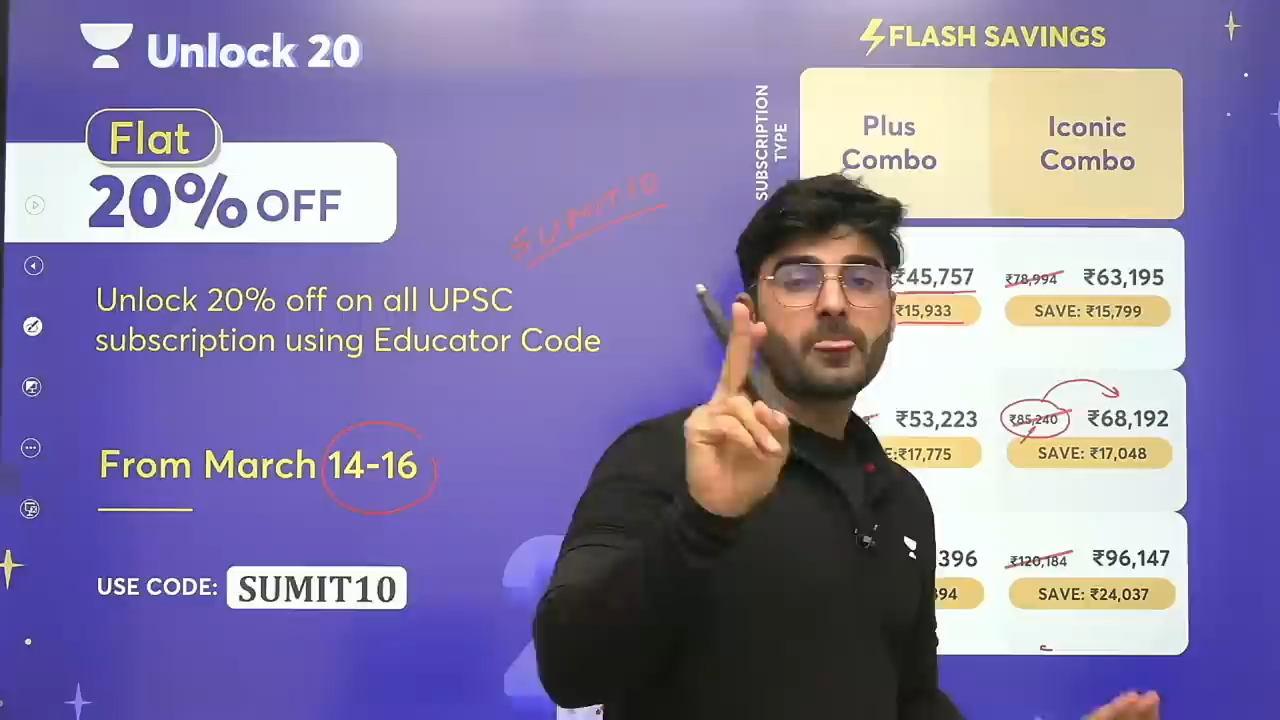 Unlock 20
Flat
20% OFF
Unlock 20% off on all UPSC
subscription using Educator Code
From March 14-16
USE CODE: SUMIT10
SUMIT10
FLASH SAVINGS
SUBSCRIPTION
TYPE
Plus
Combo
Iconic
Combo
₹45,757
₹15,933
₹78,994 ₹63,195
SAVE: ₹15,799
₹53,223
E:₹17,775
₹85,240 ₹68,192
SAVE: ₹17,048
396
394
₹120,184 ₹96,147
SAVE: ₹24,037